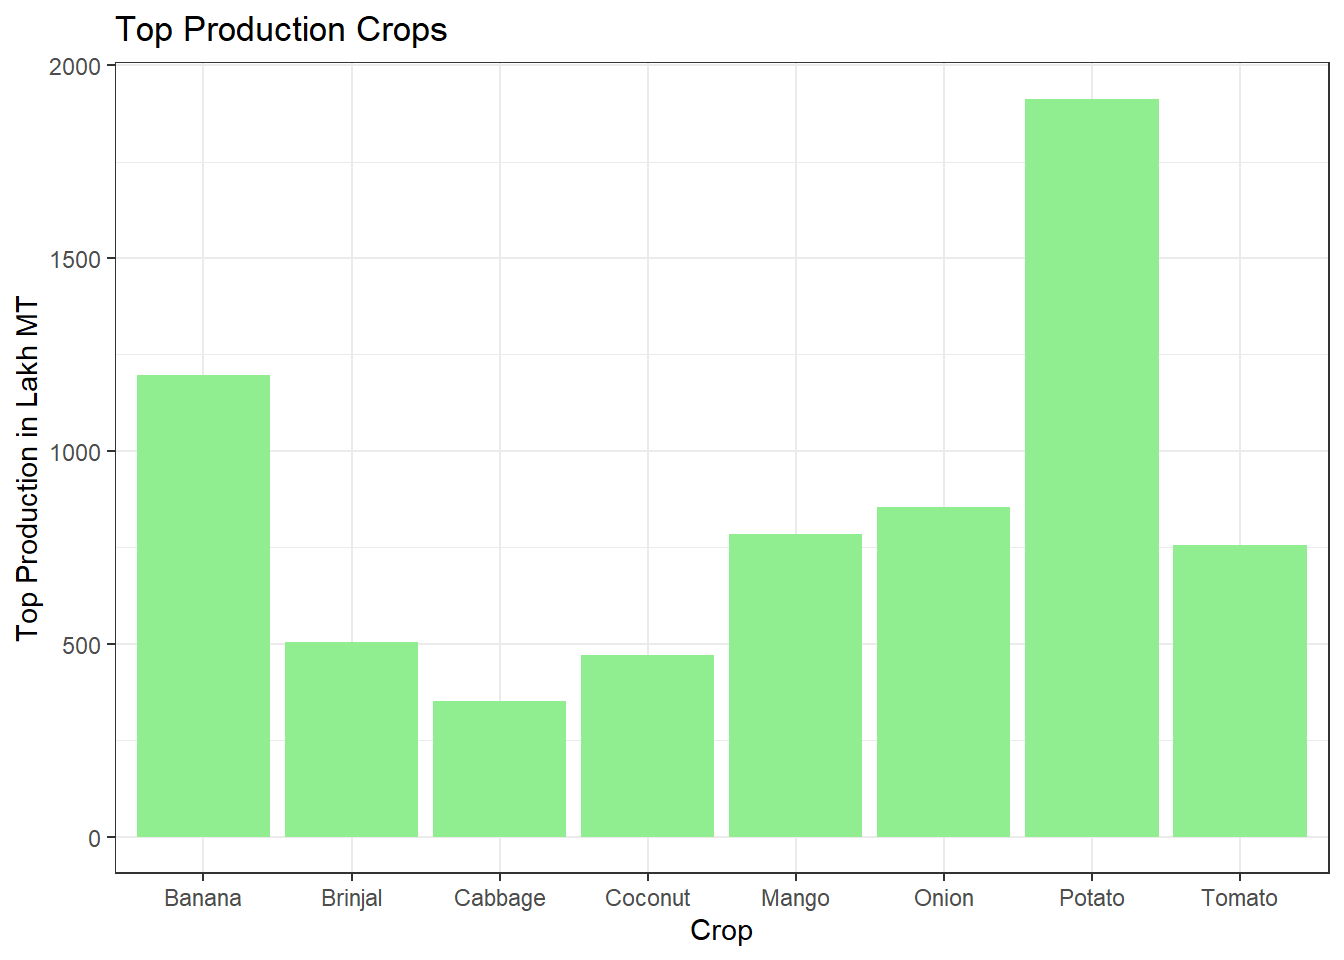 Top Production Crops
Top Production in Lakh MT
2000
1500
1000
500
0
Banana Brinjal Cabbage Coconut Mango Onion Potato Tomato
Crop